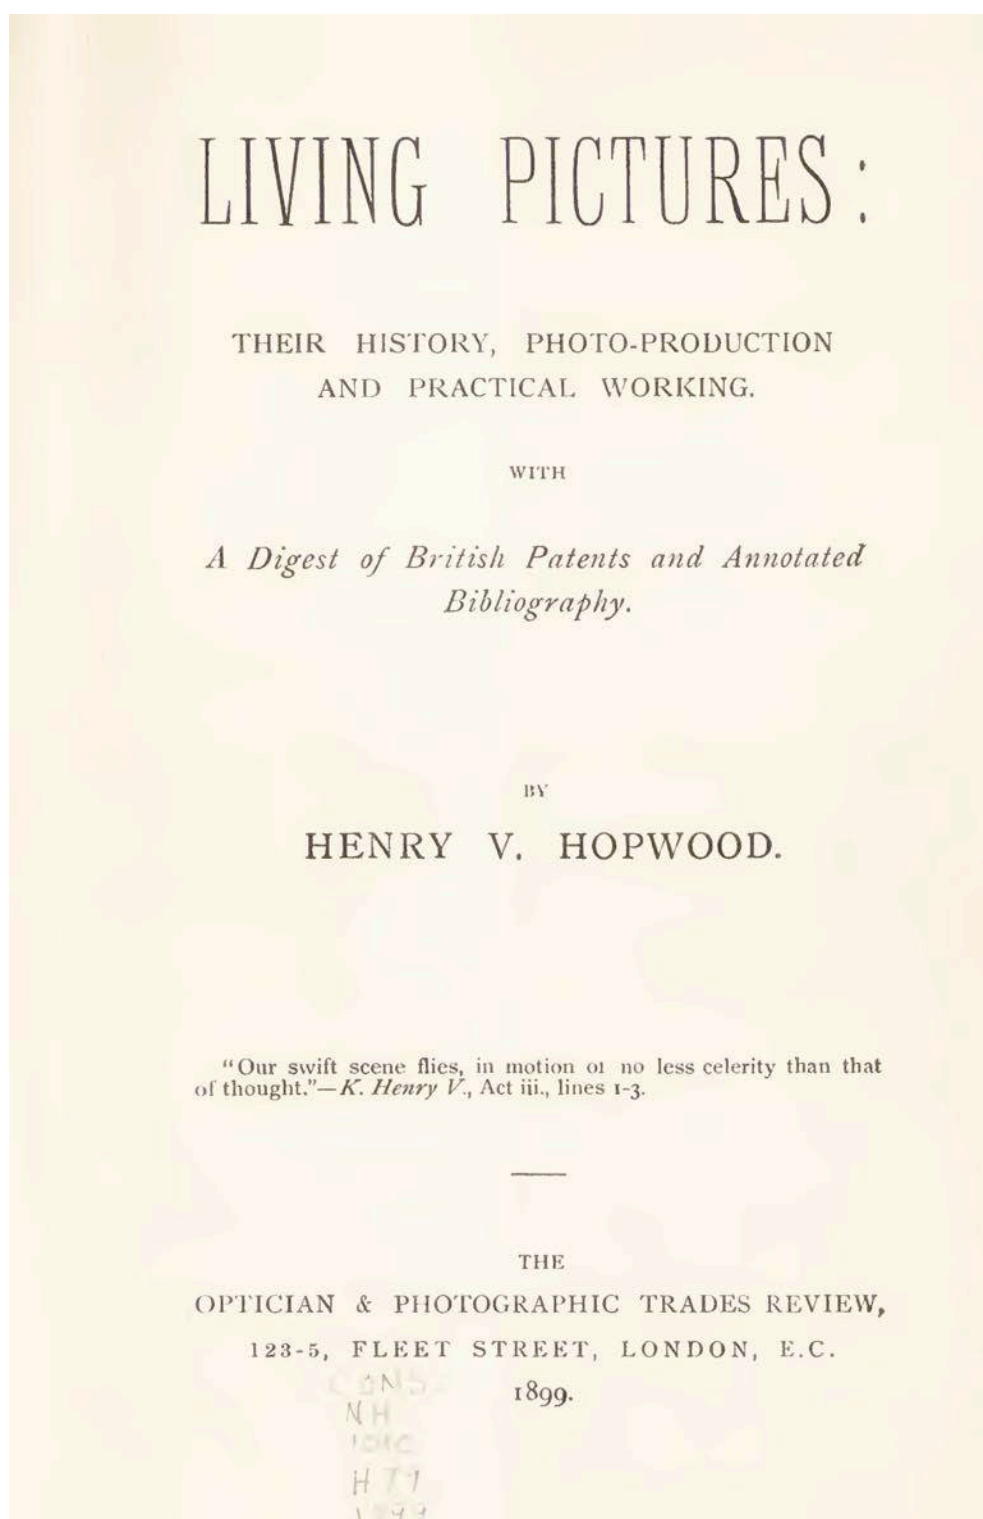 LIVING PICTURES:
THEIR HISTORY, PHOTO-PRODUCTION
AND PRACTICAL WORKING.
WITH
A Digest of British Patents and Annotated
Bibliography.
BY
HENRY V. HOPWOOD.
"Our swift scene flies, in motion of no less celerity than that
of thought."—K. Henry V., Act iii., lines 1-3.
THE
OPTICIAN & PHOTOGRAPHIC TRADES REVIEW,
123-5, FLEET STREET, LONDON, E.C.
1899.
NH